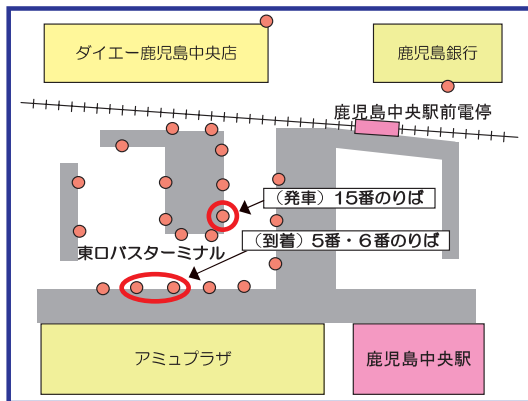 ダイエー鹿児島中央店
鹿児島銀行
鹿児島中央駅前電停
（発車）15番のりば
（到着）5番・6番のりば
東口バスターミナル
アミュプラザ
鹿児島中央駅